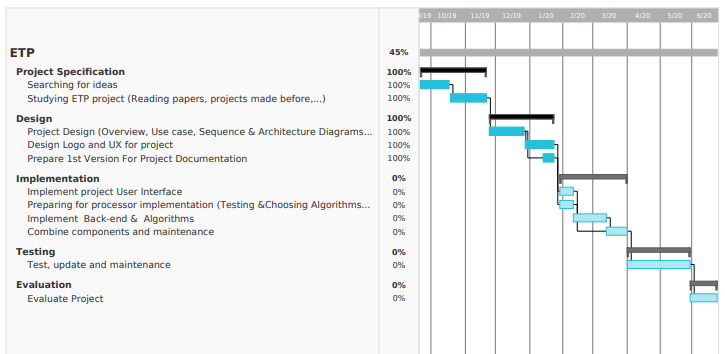 /19 10/19 11/19 12/19 1/20 2/20 3/20 4/20 5/20 6/20
ETP 45%
Project Specification 100%
Searching for ideas 100%
Studying ETP project (Reading papers, projects made before,...) 100%
Design 100%
Project Design (Overview, Use case, Sequence & Architecture Diagrams... 100%
Design Logo and UX for project 100%
Prepare 1st Version For Project Documentation 100%
Implementation 0%
Implement project User Interface 0%
Preparing for processor implementation (Testing &Choosing Algorithms... 0%
Implement Back-end & Algorithms 0%
Combine components and maintenance 0%
Testing 0%
Test, update and maintenance 0%
Evaluation 0%
Evaluate Project 0%